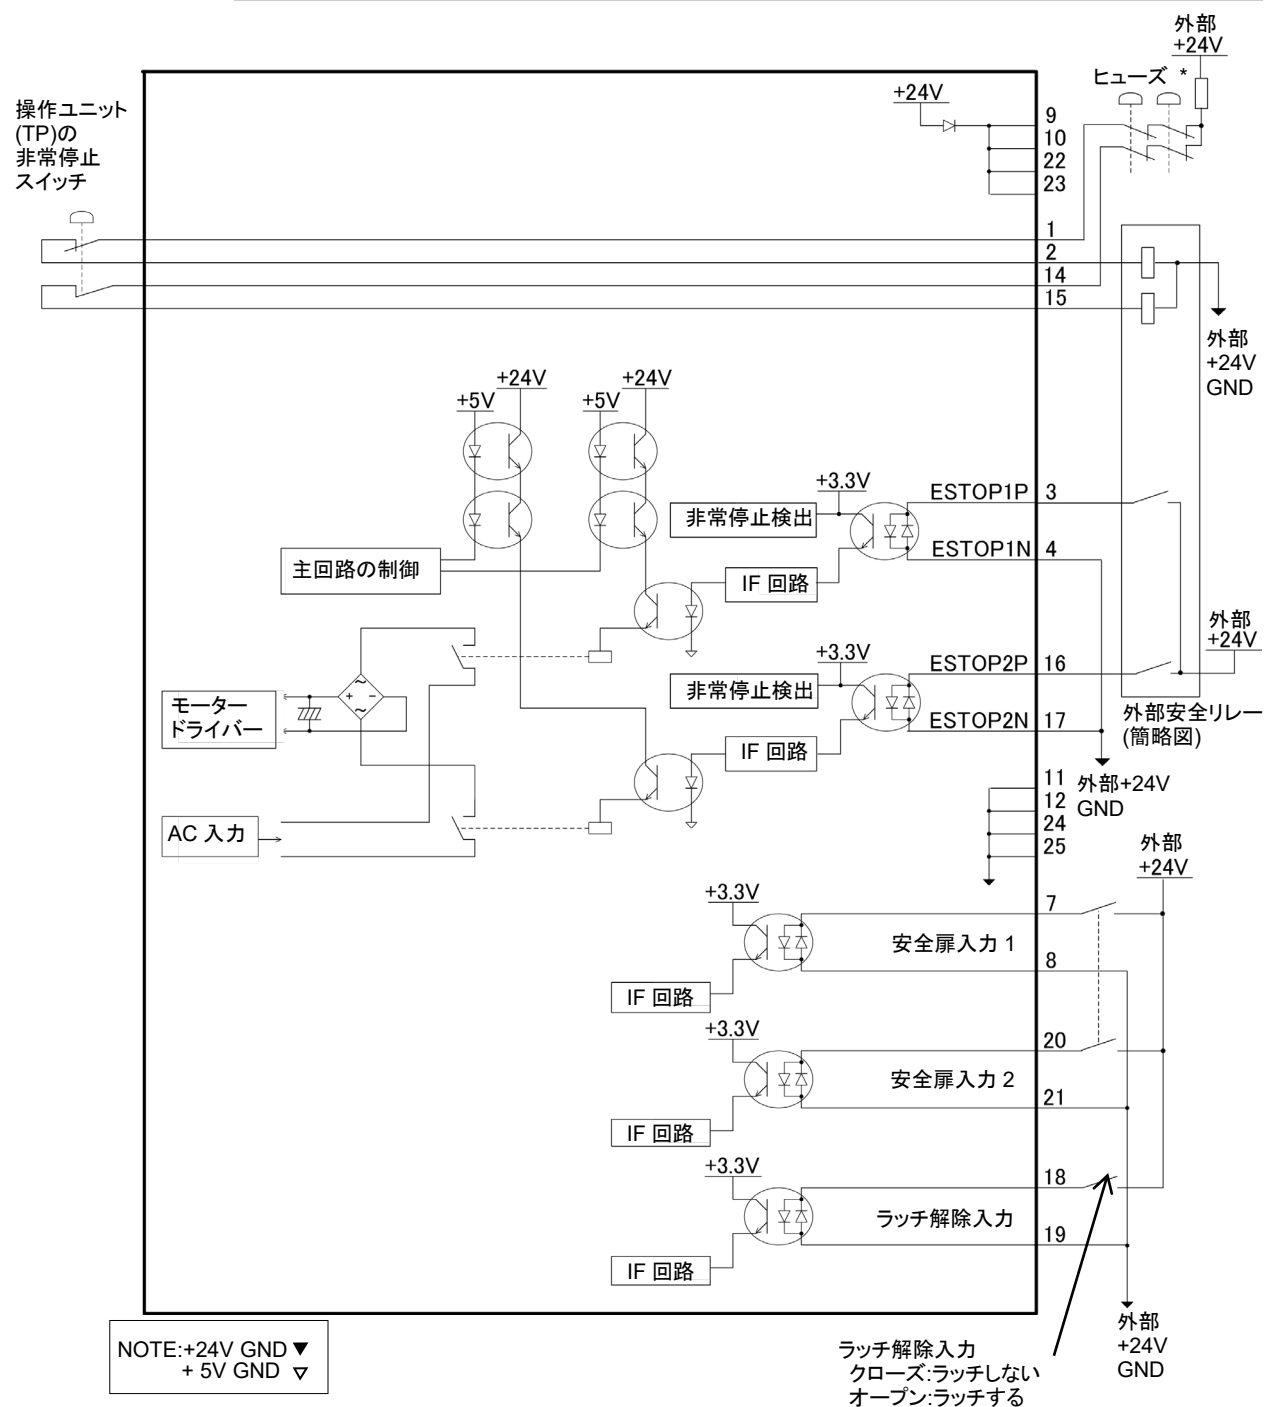 外部
+24V
ヒューズ *
操作ユニット
(TP)の
非常停止
スイッチ
+24V
9
10
22
23
1
2
14
15
外部
+24V
GND
+24V
+24V
+5V
+5V
+3.3V
ESTOP1P 3
非常停止検出
ESTOP1N 4
主回路の制御
IF 回路
外部
+24V
+3.3V
ESTOP2P 16
非常停止検出
モーター
ドライバー
ESTOP2N 17
外部安全リレー
(簡略図)
IF 回路
11
12
24
25
外部+24V
GND
AC 入力
外部
+24V
+3.3V
7
安全扉入力 1
8
IF 回路
+3.3V
20
安全扉入力 2
21
IF 回路
+3.3V
18
ラッチ解除入力
19
IF 回路
外部
+24V
GND
NOTE:+24V GND ▼
+ 5V GND ▽
ラッチ解除入力
クローズ:ラッチしない
オープン:ラッチする